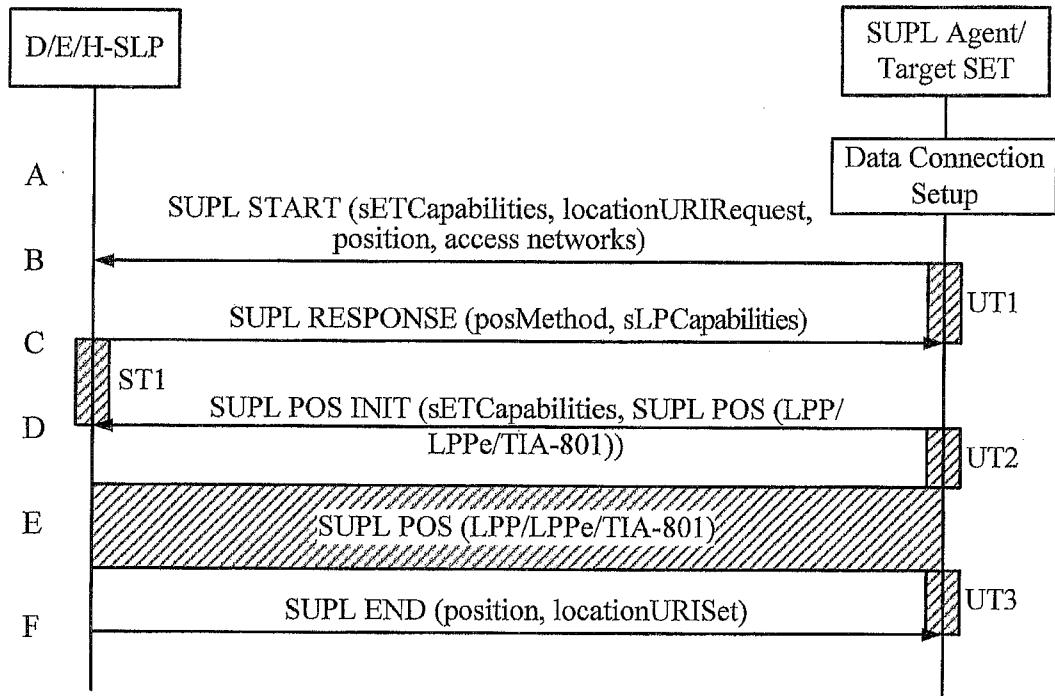 D/E/H-SLP
SUPL Agent/
Target SET
Data Connection
Setup
A
SUPL START (sETCapabilities, locationURIRequest,
position, access networks)
B
UT1
SUPL RESPONSE (posMethod, sLPCapabilities)
C
ST1
SUPL POS INIT (sETCapabilities, SUPL POS (LPP/
LPPe/TIA-801))
D
UT2
E
SUPL POS (LPP/LPPe/TIA-801)
SUPL END (position, locationURISet)
UT3
F